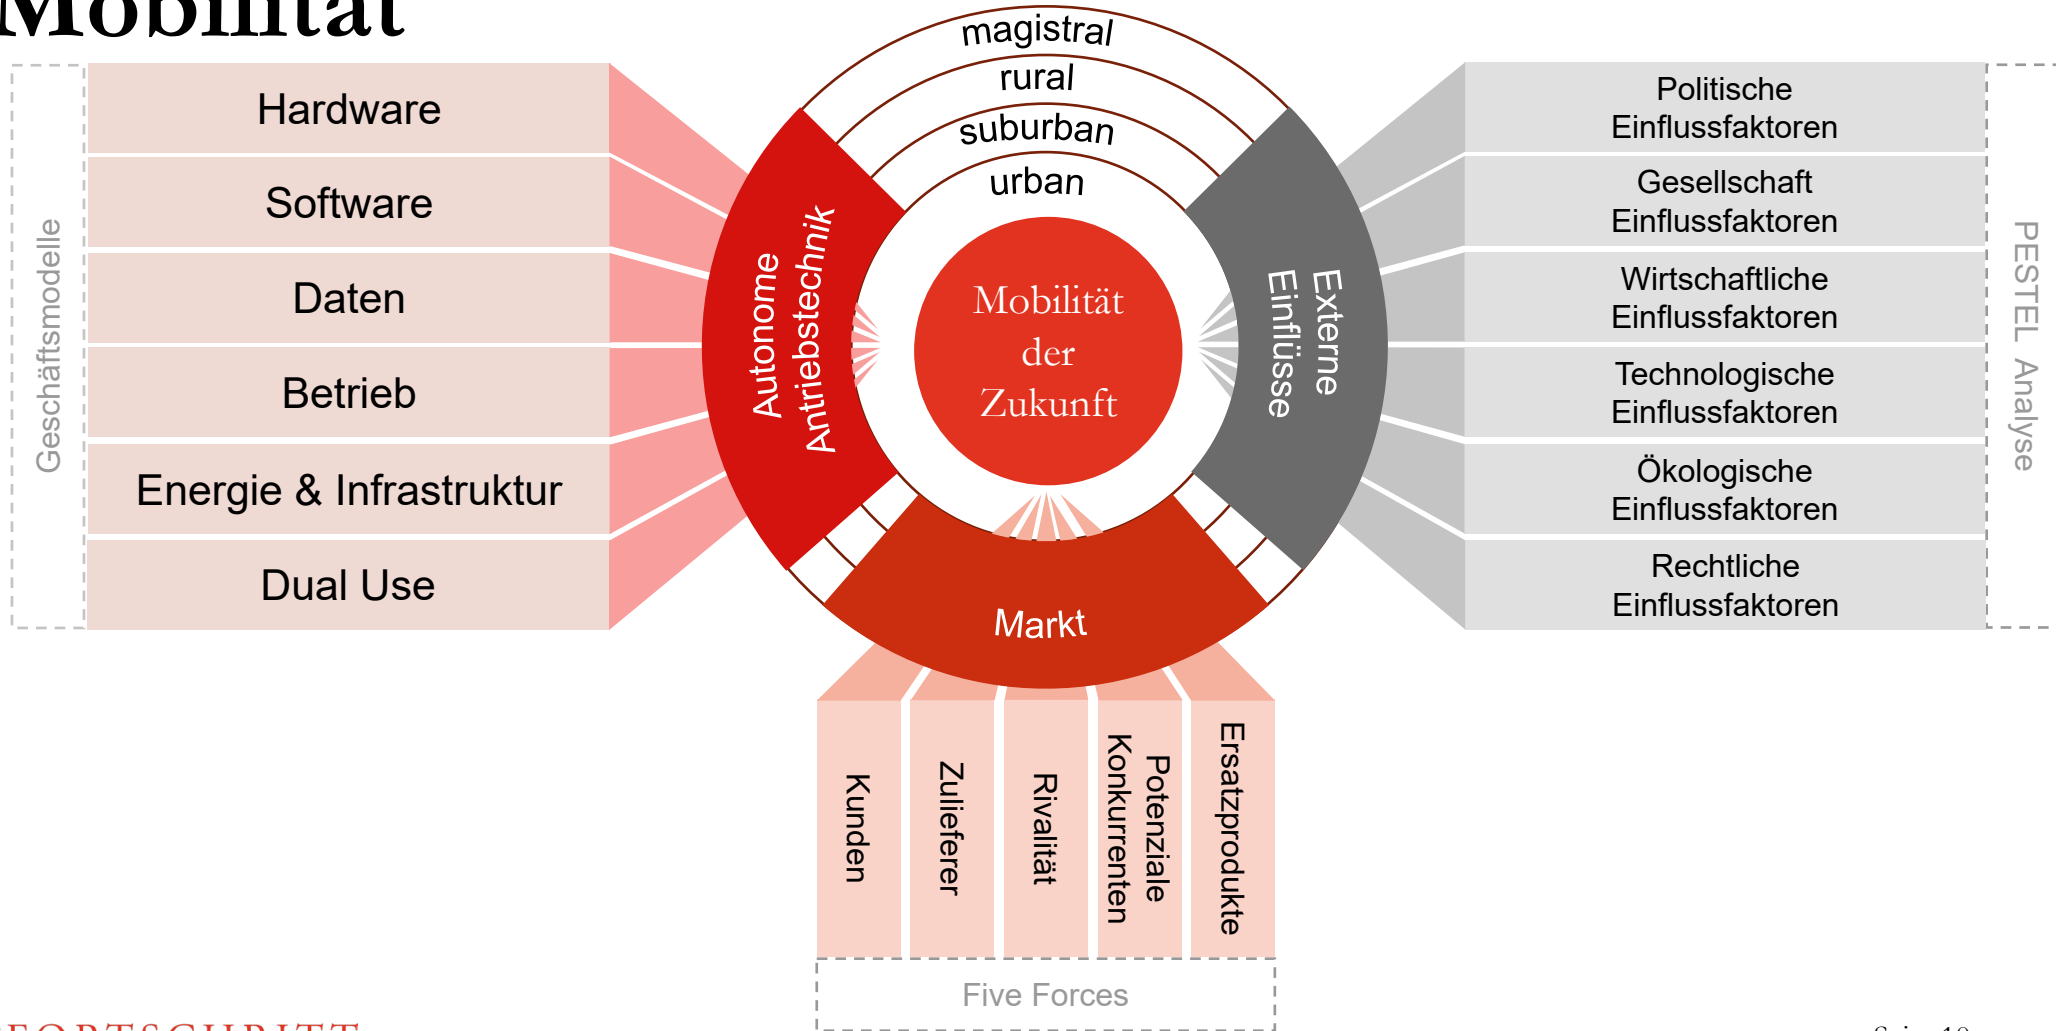 Mobilität
magistral
rural
suburban
urban
Geschäftsmodelle
Hardware
Software
Daten
Betrieb
Energie & Infrastruktur
Dual Use
Autonome
Antriebstechnik
Mobilität
der
Zukunft
Externe
Einflüsse
Politische
Einflussfaktoren
Gesellschaft
Einflussfaktoren
Wirtschaftliche
Einflussfaktoren
Technologische
Einflussfaktoren
Ökologische
Einflussfaktoren
Rechtliche
Einflussfaktoren
PESTEL Analyse
Markt
Kunden
Zulieferer
Rivalität
Potenziale
Konkurrenten
Ersatzprodukte
Five Forces
FORTSCHRITT